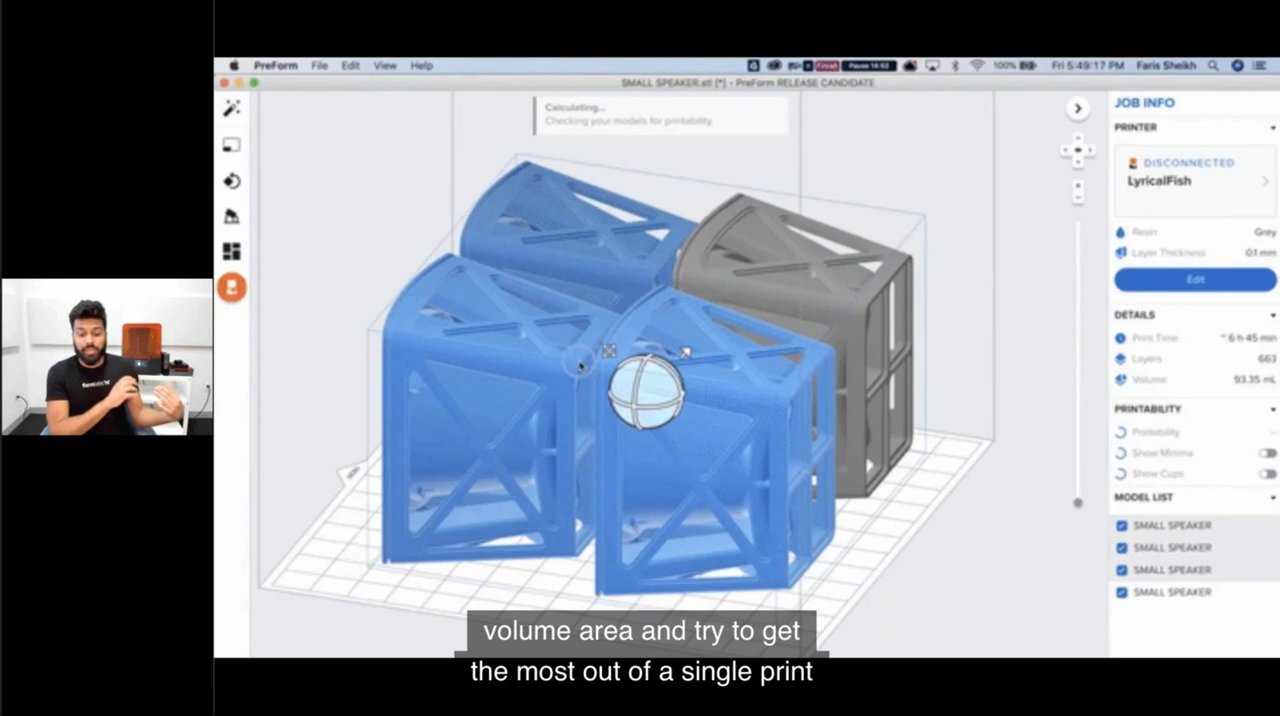 PreForm File Edit View Help
100% Fri 5:49:17 PM Faris Sheikh
SMALL SPEAKER.stl [*] - PreForm RELEASE CANDIDATE
Calculating...
Checking your models for printability.
JOB INFO
PRINTER
DISCONNECTED
LyricalFish
Resin Grey
Layer Thickness 0.1 mm
Edit
DETAILS
Print Time ~ 6 h 45 min
Layers 663
Volume 93.35 mL
PRINTABILITY
Printability --
Show Minima
Show Cups
MODEL LIST
SMALL SPEAKER
SMALL SPEAKER
SMALL SPEAKER
SMALL SPEAKER
volume area and try to get
the most out of a single print